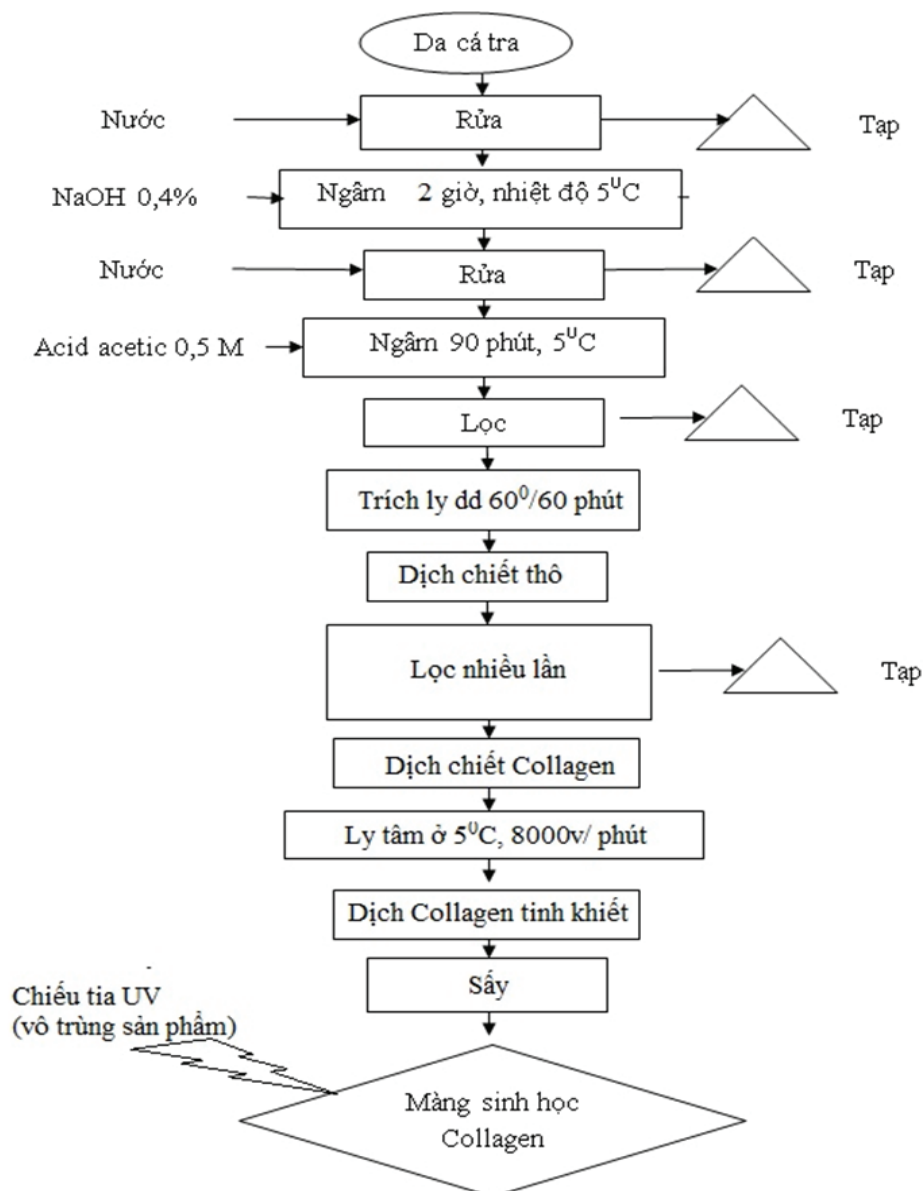 Da cá tra
Nước
Rửa
Tạp
NaOH 0,4%
Ngâm 2 giờ, nhiệt độ 5⁰C
Nước
Rửa
Tạp
Acid acetic 0,5 M
Ngâm 90 phút, 5⁰C
Lọc
Tạp
Trích ly dd 60⁰/60 phút
Dịch chiết thô
Lọc nhiều lần
Tạp
Dịch chiết Collagen
Ly tâm ở 5⁰C, 8000v/ phút
Dịch Collagen tinh khiết
Sấy
Chiếu tia UV
(vô trùng sản phẩm)
Màng sinh học
Collagen